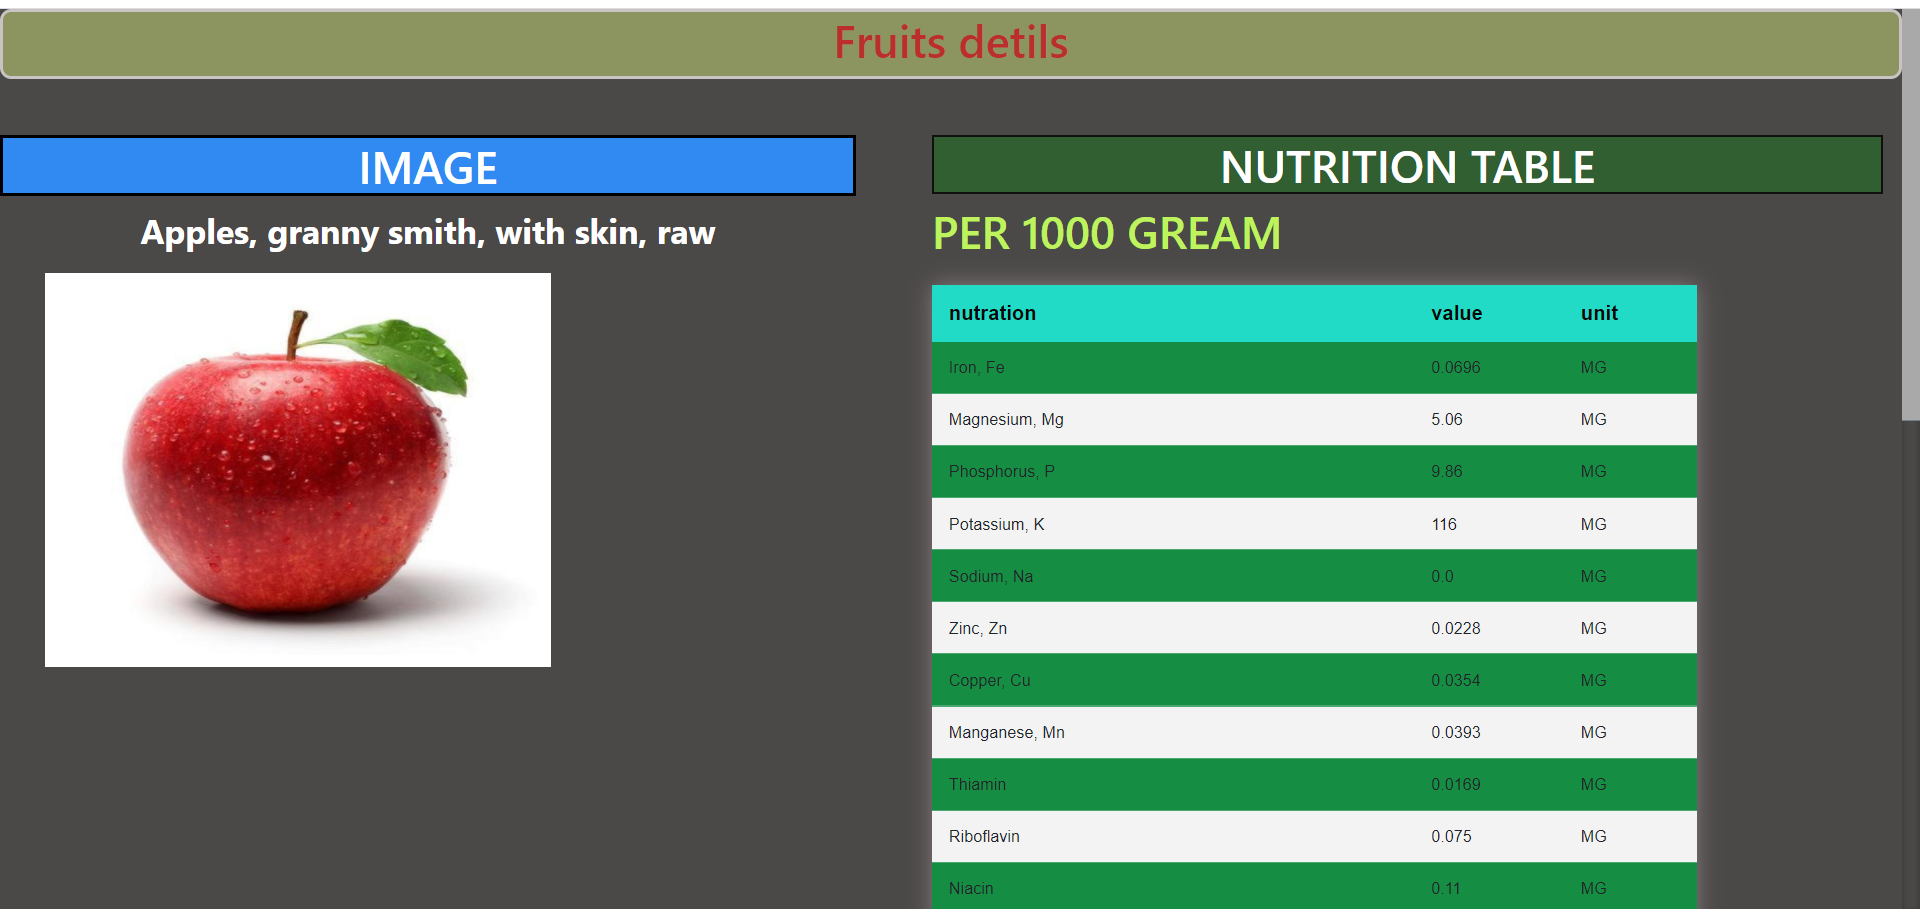 Fruits detils
IMAGE
Apples, granny smith, with skin, raw
NUTRITION TABLE
PER 1000 GREAM
nutration value unit
Iron, Fe 0.0696 MG
Magnesium, Mg 5.06 MG
Phosphorus, P 9.86 MG
Potassium, K 116 MG
Sodium, Na 0.0 MG
Zinc, Zn 0.0228 MG
Copper, Cu 0.0354 MG
Manganese, Mn 0.0393 MG
Thiamin 0.0169 MG
Riboflavin 0.075 MG
Niacin 0.11 MG